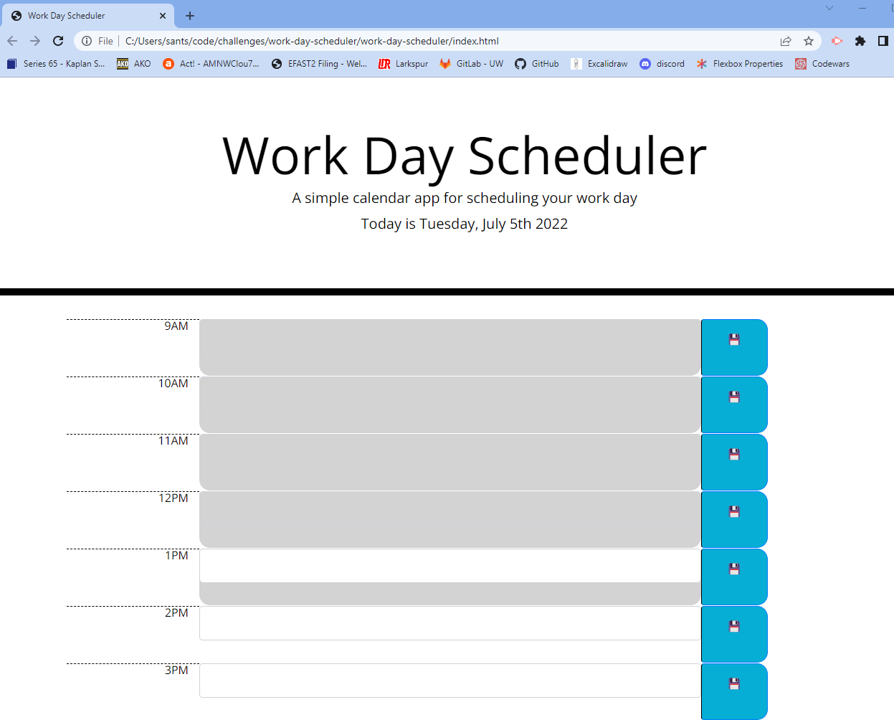 Work Day Scheduler
File C:/Users/sants/code/challenges/work-day-scheduler/work-day-scheduler/index.html
Series 65 - Kaplan S... AKO AKO Act! - AMNWClou7... EFAST2 Filing - Wel... LR Larkspur GitLab - UW GitHub Excalidraw discord Flexbox Properties Codewars
Work Day Scheduler
A simple calendar app for scheduling your work day
Today is Tuesday, July 5th 2022
9AM
10AM
11AM
12PM
1PM
2PM
3PM